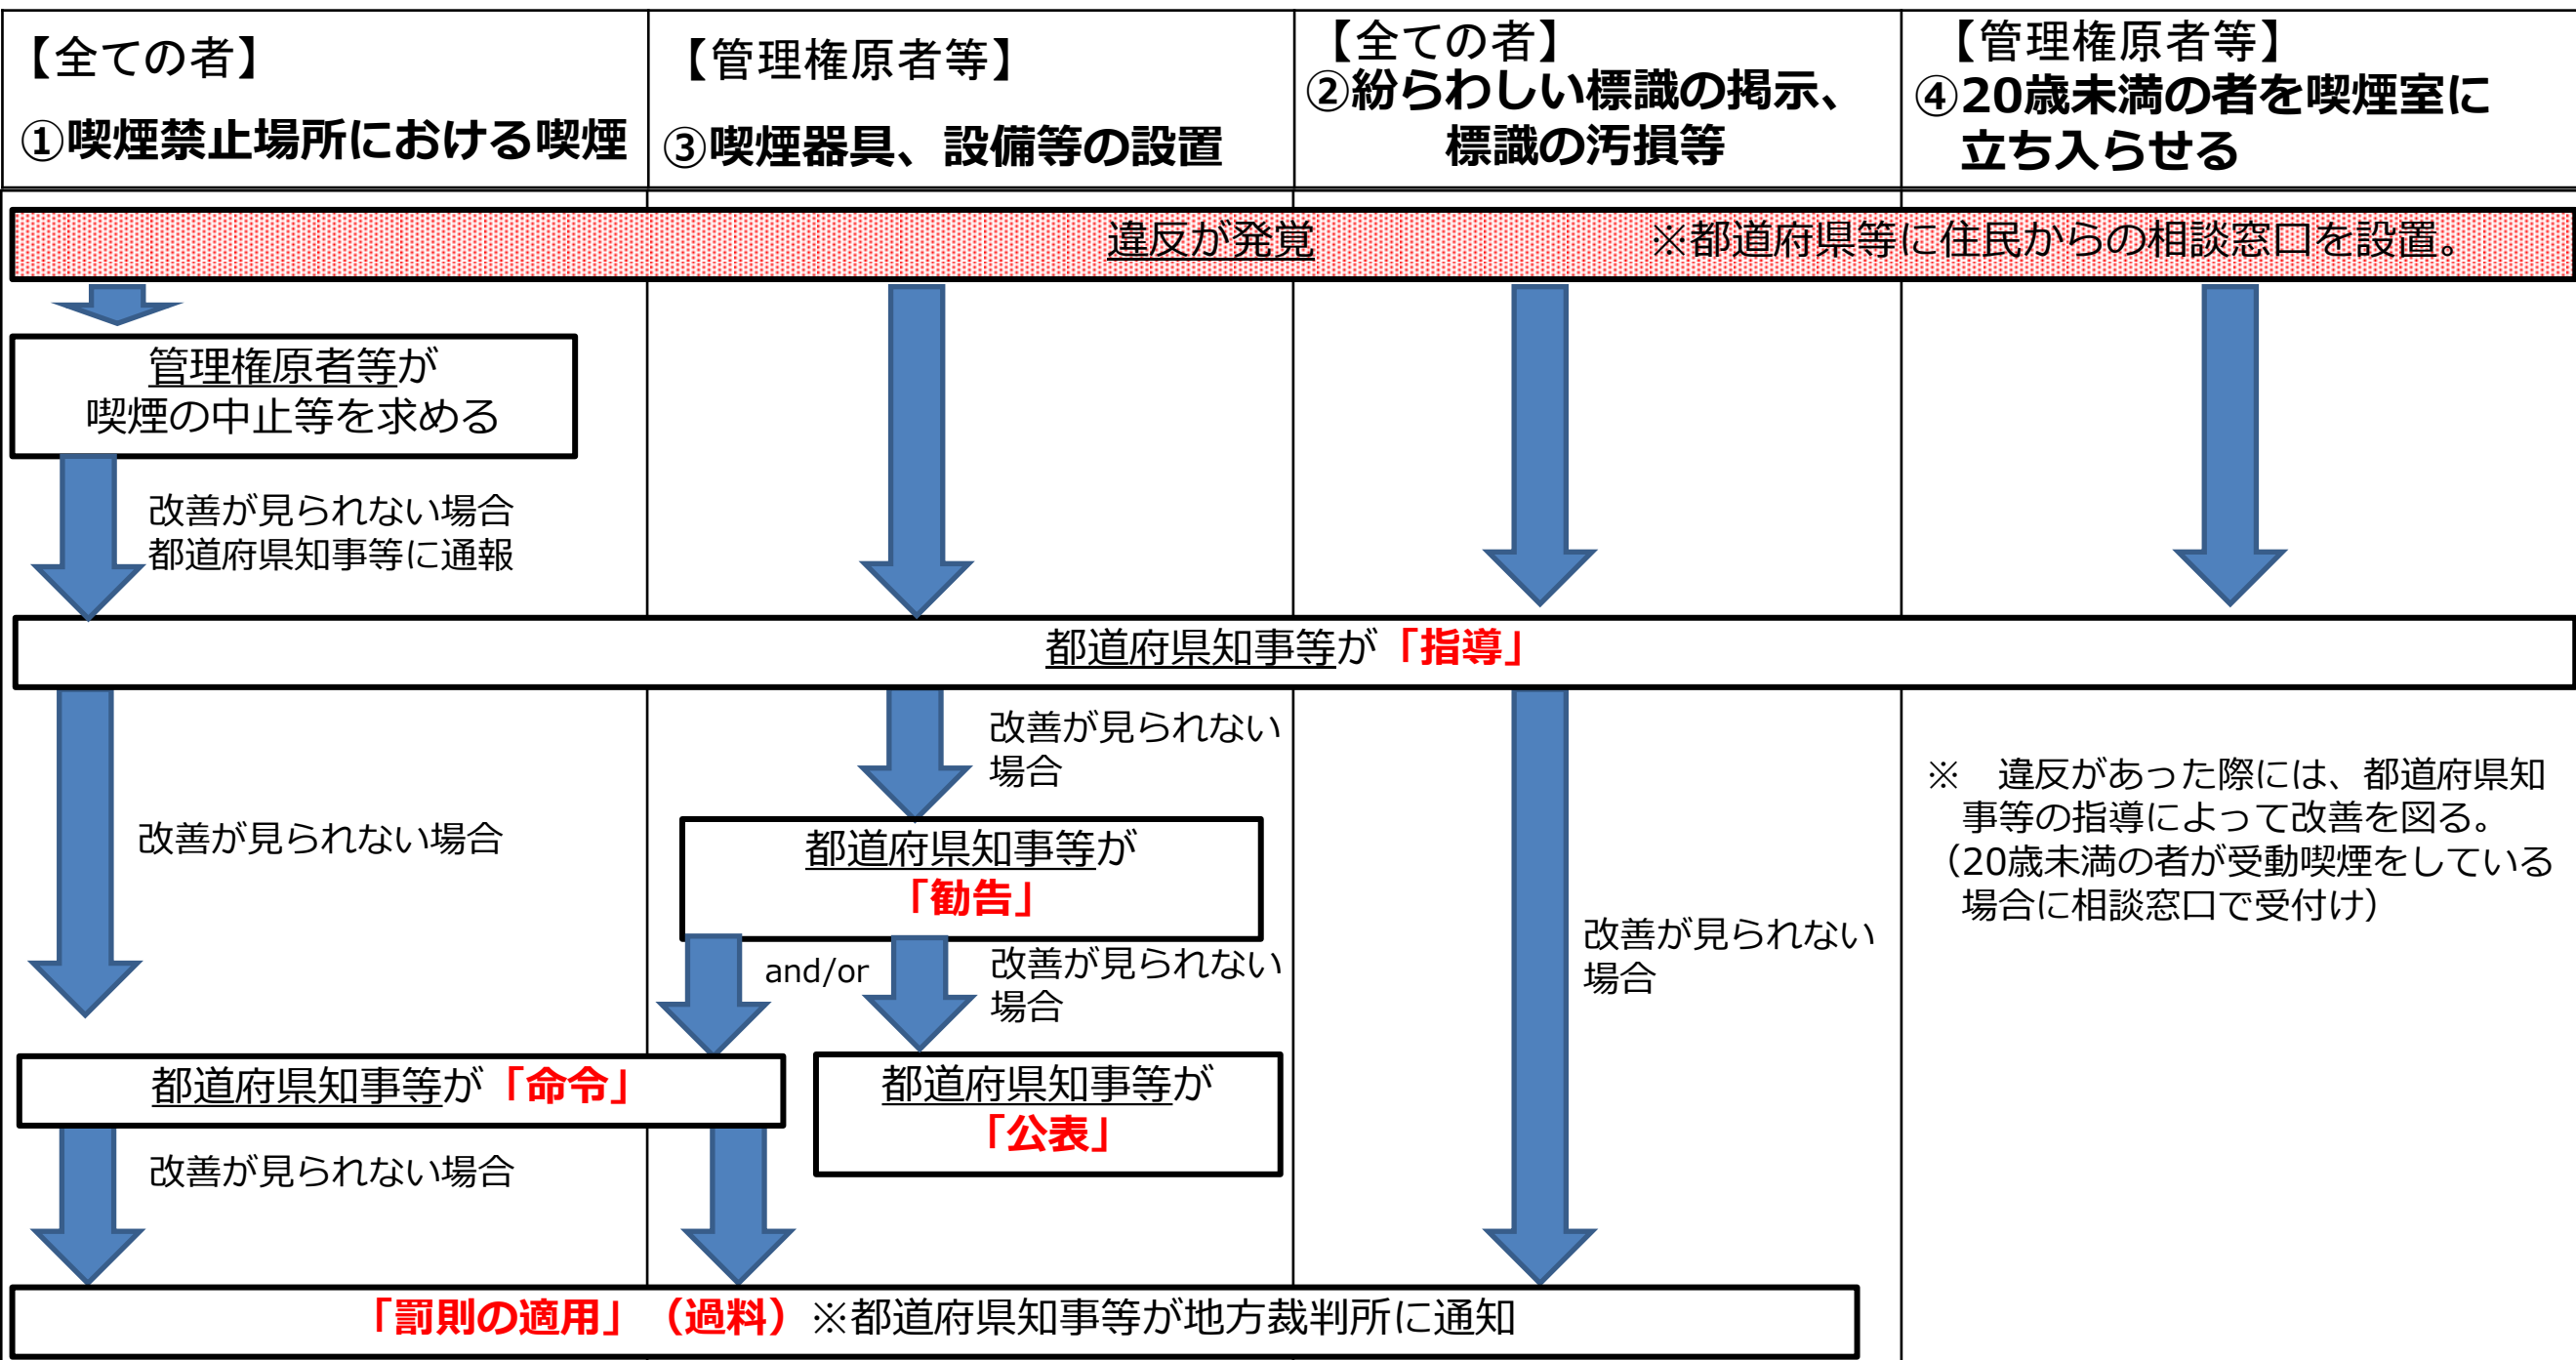 【全ての者】
①喫煙禁止場所における喫煙
【管理権原者等】
③喫煙器具、設備等の設置
【全ての者】
②紛らわしい標識の掲示、
標識の汚損等
【管理権原者等】
④20歳未満の者を喫煙室に
立ち入らせる
違反が発覚 ※都道府県等に住民からの相談窓口を設置。
管理権原者等が
喫煙の中止等を求める
改善が見られない場合
都道府県知事等に通報
都道府県知事等が「指導」
改善が見られない場合
改善が見られない
場合
都道府県知事等が
「勧告」
and/or
改善が見られない
場合
改善が見られない
場合
※ 違反があった際には、都道府県知
事等の指導によって改善を図る。
（20歳未満の者が受動喫煙をしている
場合に相談窓口で受付け）
都道府県知事等が「命令」
都道府県知事等が
「公表」
改善が見られない場合
「罰則の適用」（過料）※都道府県知事等が地方裁判所に通知